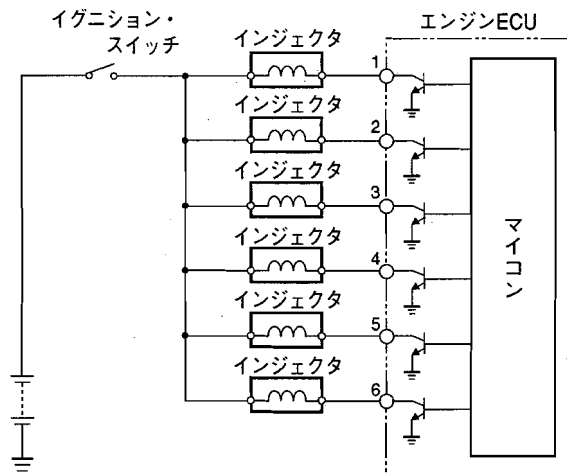 イグニション・
スイッチ
エンジンECU
インジェクタ
1
インジェクタ
2
インジェクタ
3
インジェクタ
4
インジェクタ
5
インジェクタ
6
マイコン